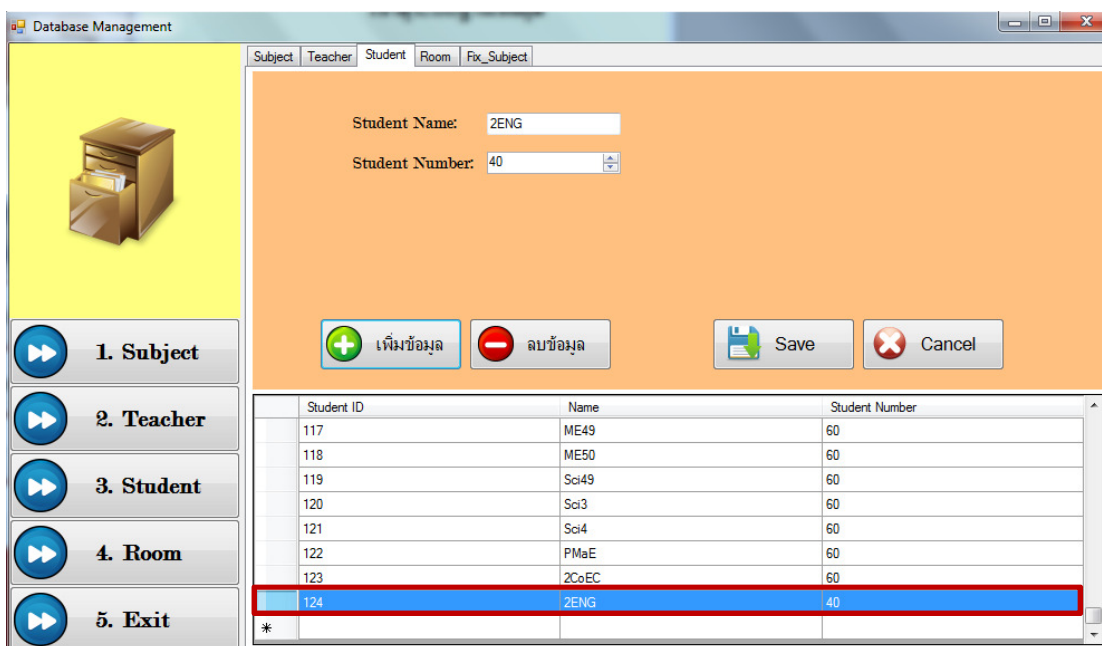 Database Management
Subject Teacher Student Room Fix_Subject
Student Name: 2ENG
Student Number: 40
เพิ่มข้อมูล ลบข้อมูล Save Cancel
1. Subject
2. Teacher
3. Student
4. Room
5. Exit
Student ID Name Student Number
117 ME49 60
118 ME50 60
119 Sci49 60
120 Sci3 60
121 Sci4 60
122 PMaE 60
123 2CoEC 60
124 2ENG 40
*